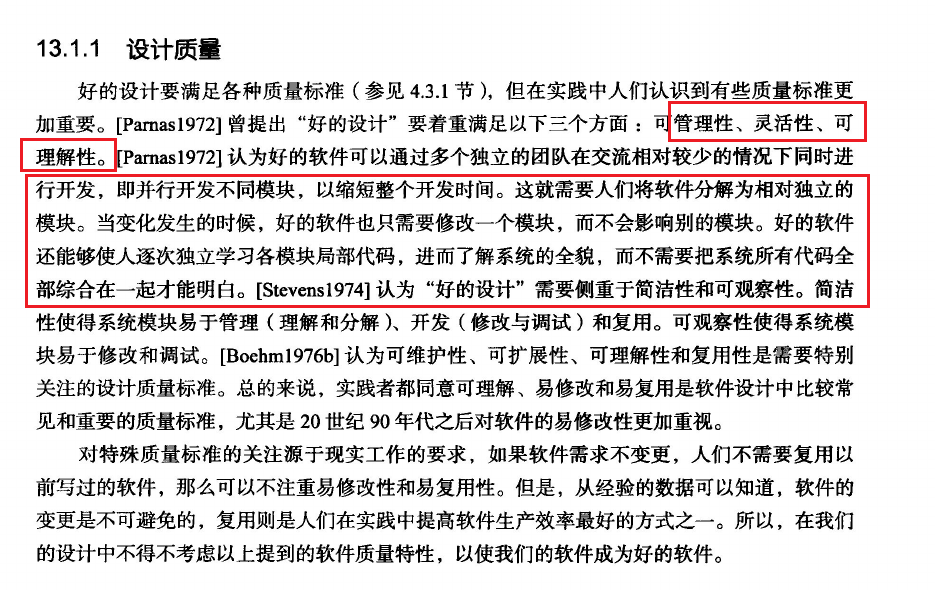 13.1.1 设计质量
好的设计要满足各种质量标准（参见 4.3.1 节），但在实践中人们认识到有些质量标准更
加重要。[Parnas1972] 曾提出“好的设计”要着重满足以下三个方面：可管理性、灵活性、可
理解性。[Parnas1972] 认为好的软件可以通过多个独立的团队在交流相对较少的情况下同时进
行开发，即并行开发不同模块，以缩短整个开发时间。这就需要人们将软件分解为相对独立的
模块。当变化发生的时候，好的软件也只需要修改一个模块，而不会影响别的模块。好的软件
还能够使人逐次独立学习各模块局部代码，进而了解系统的全貌，而不需要把系统所有代码全
部综合在一起才能明白。[Stevens1974] 认为“好的设计”需要侧重于简洁性和可观察性。简洁
性使得系统模块易于管理（理解和分解）、开发（修改与调试）和复用。可观察性使得系统模
块易于修改和调试。[Boehm1976b] 认为可维护性、可扩展性、可理解性和复用性是需要特别
关注的设计质量标准。总的来说，实践者都同意可理解、易修改和易复用是软件设计中比较常
见和重要的质量标准，尤其是 20 世纪 90 年代之后对软件的易修改性更加重视。
对特殊质量标准的关注源于现实工作的要求，如果软件需求不变更，人们不需要复用以
前写过的软件，那么可以不注重易修改性和易复用性。但是，从经验的数据可以知道，软件的
变更是不可避免的，复用则是人们在实践中提高软件生产效率最好的方式之一。所以，在我们
的设计中不得不考虑以上提到的软件质量特性，以使我们的软件成为好的软件。